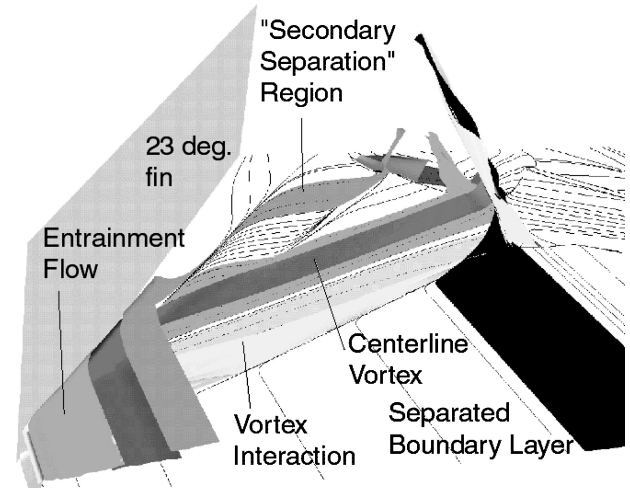 "Secondary
Separation"
Region
23 deg.
fin
Entrainment
Flow
Centerline
Vortex
Vortex
Interaction
Separated
Boundary Layer